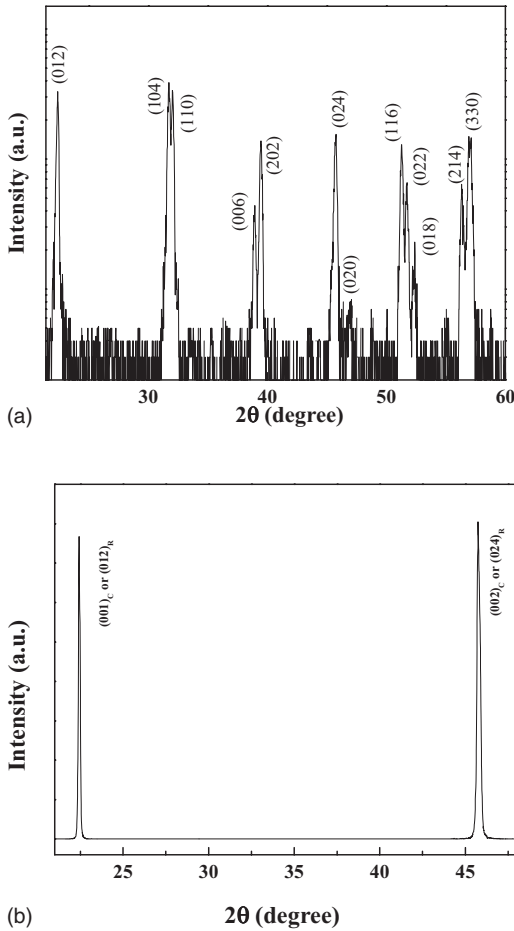 (012)
(104)
(110)
(006)
(202)
(024)
(020)
(116)
(022)
(018)
(214)
(330)
Intensity (a.u.)
30 40 50 60
2θ (degree)
(a)
(001)C or (012)R
(002)C or (024)R
Intensity (a.u.)
25 30 35 40 45
2θ (degree)
(b)